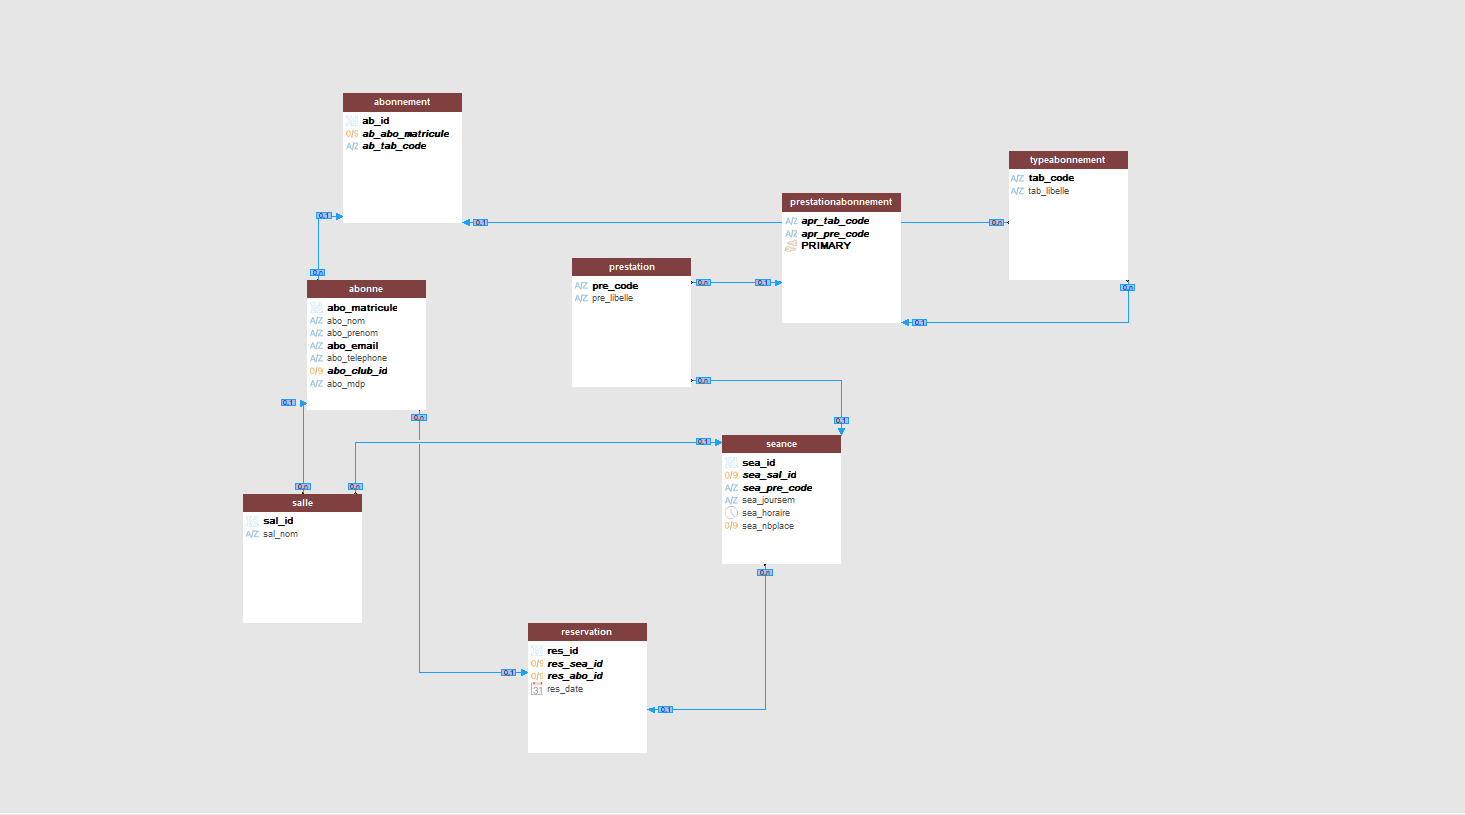 abonnement
ab_id
0/9 ab_abo_matricule
A/Z ab_tab_code
typeabonnement
A/Z tab_code
A/Z tab_libelle
prestationabonnement
A/Z apr_tab_code
A/Z apr_pre_code
PRIMARY
0,1
0,1
0,n
prestation
A/Z pre_code
A/Z pre_libelle
0,n
0,1
0,n
0,n
0,1
abonne
abo_matricule
A/Z abo_nom
A/Z abo_prenom
A/Z abo_email
A/Z abo_telephone
0/9 abo_club_id
A/Z abo_mdp
0,n
0,1
0,n
0,1
0,n
0,1
seance
sea_id
0/9 sea_sal_id
A/Z sea_pre_code
A/Z sea_joursem
sea_horaire
0/9 sea_nbplace
0,n
0,n
salle
sal_id
A/Z sal_nom
0,n
reservation
res_id
0/9 res_sea_id
0/9 res_abo_id
31 res_date
0,1
0,1